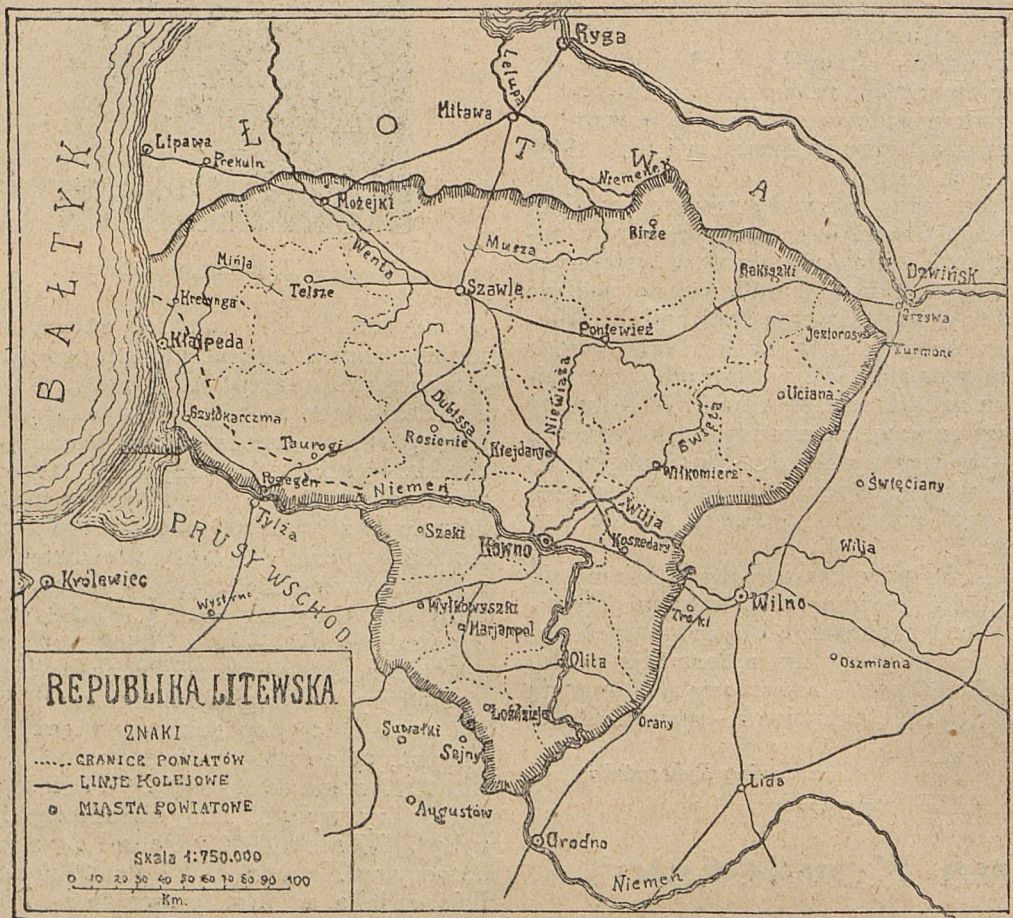 Ryga
Lelupa
Mitawa
Lipawa
Ł
O
T
W
A
Prekuln
Niemenek
BAŁTYK
Możejki
Birże
Musza
Wenta
Minja
Telsze
Rakiszki
Dźwińsk
Kretynga
Szawle
Kłajpeda
Poniewież
Jeziorosy
Uciana
Szyłokarczma
Dubissa
Niewiaża
Święta
Rosienie
Taurogi
Kiejdany
Wiłkomierz
Święciany
Pogegen
Niemen
Tylża
Wilja
PRUSY WSCHOD
Szaki
Kowno
Koszedary
Wilja
Królewiec
Wyłkowyszki
Marjampol
Troki
Wilno
Olita
Oszmiana
REPUBLIKA LITEWSKA
Łoździeje
Orany
ZNAKI
Suwałki
Sejny
GRANICE POWIATÓW
LINJE KOLEJOWE
Lida
MIASTA POWIATOWE
Augustów
Grodno
Skala 1:750.000
0 10 20 30 40 50 60 70 80 90 100
Km.
Niemen